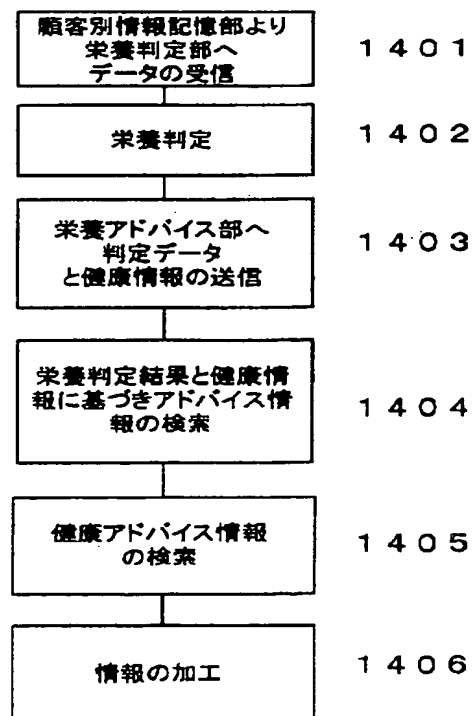 顧客別情報記憶部より
栄養判定部へ
データの受信
1401
栄養判定
1402
栄養アドバイス部へ
判定データ
と健康情報の送信
1403
栄養判定結果と健康情
報に基づきアドバイス情
報の検索
1404
健康アドバイス情報
の検索
1405
情報の加工
1406